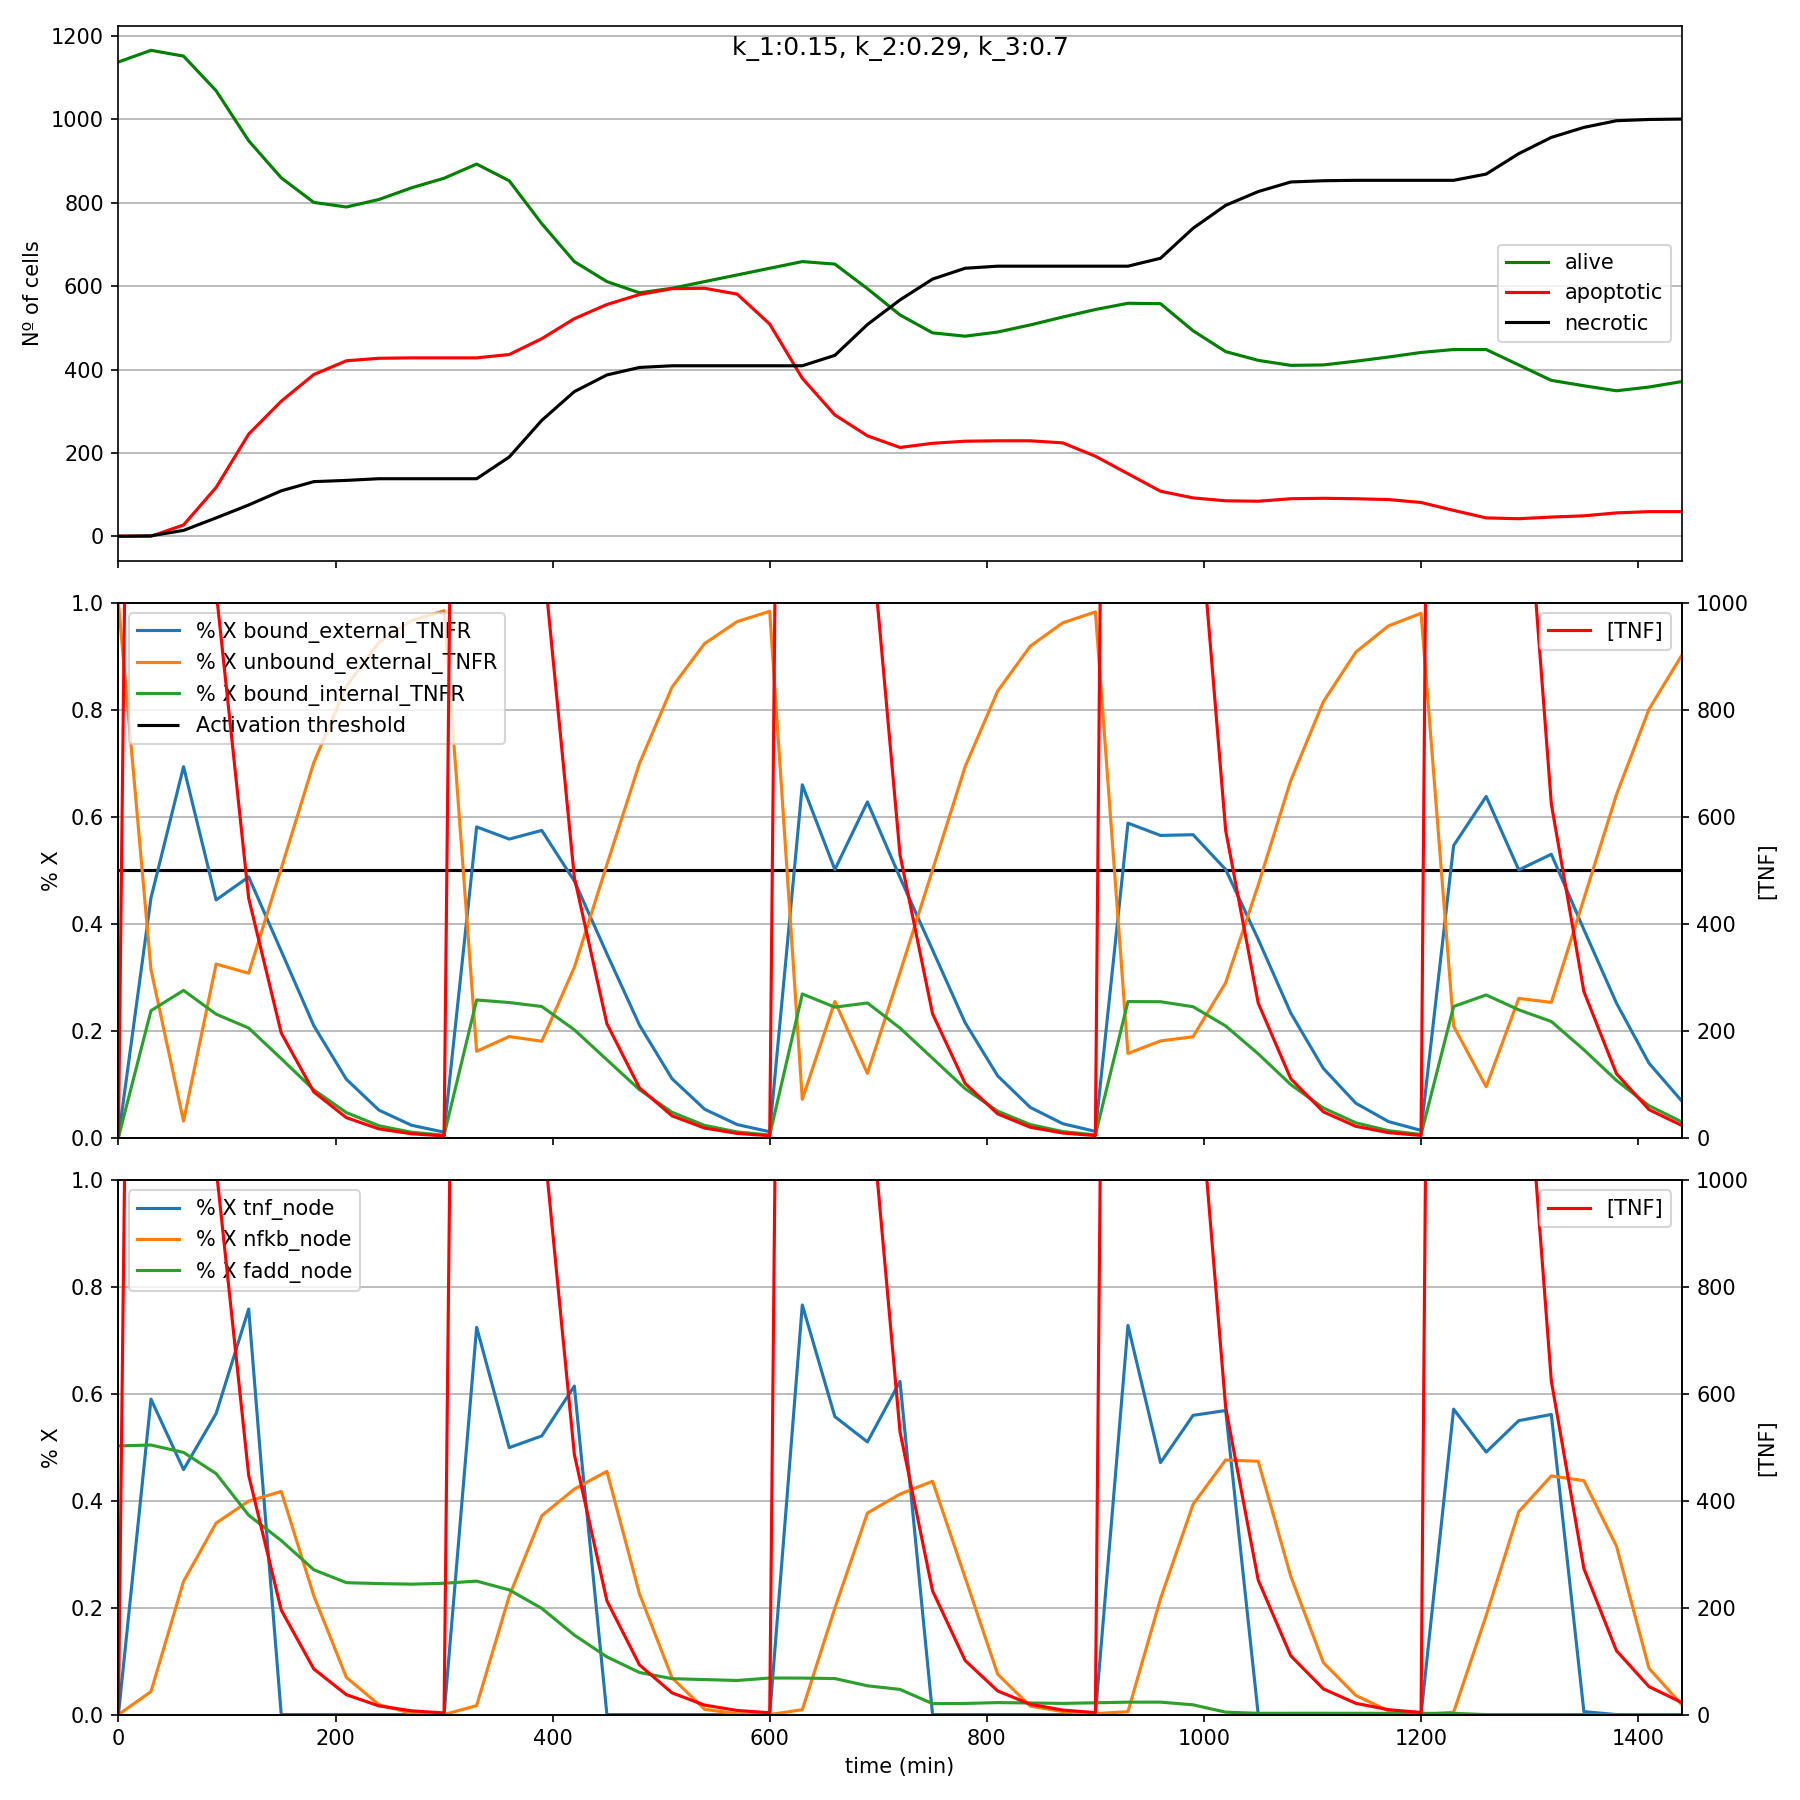 k_1:0.15, k_2:0.29, k_3:0.7
1200
1000
800
600
400
200
0
Nº of cells
alive
apoptotic
necrotic
1.0
0.8
0.6
0.4
0.2
0.0
% X
% X bound_external_TNFR
% X unbound_external_TNFR
% X bound_internal_TNFR
Activation threshold
[TNF]
1000
800
600
400
200
0
[TNF]
1.0
0.8
0.6
0.4
0.2
0.0
% X
% X tnf_node
% X nfkb_node
% X fadd_node
[TNF]
1000
800
600
400
200
0
[TNF]
0 200 400 600 800 1000 1200 1400
time (min)